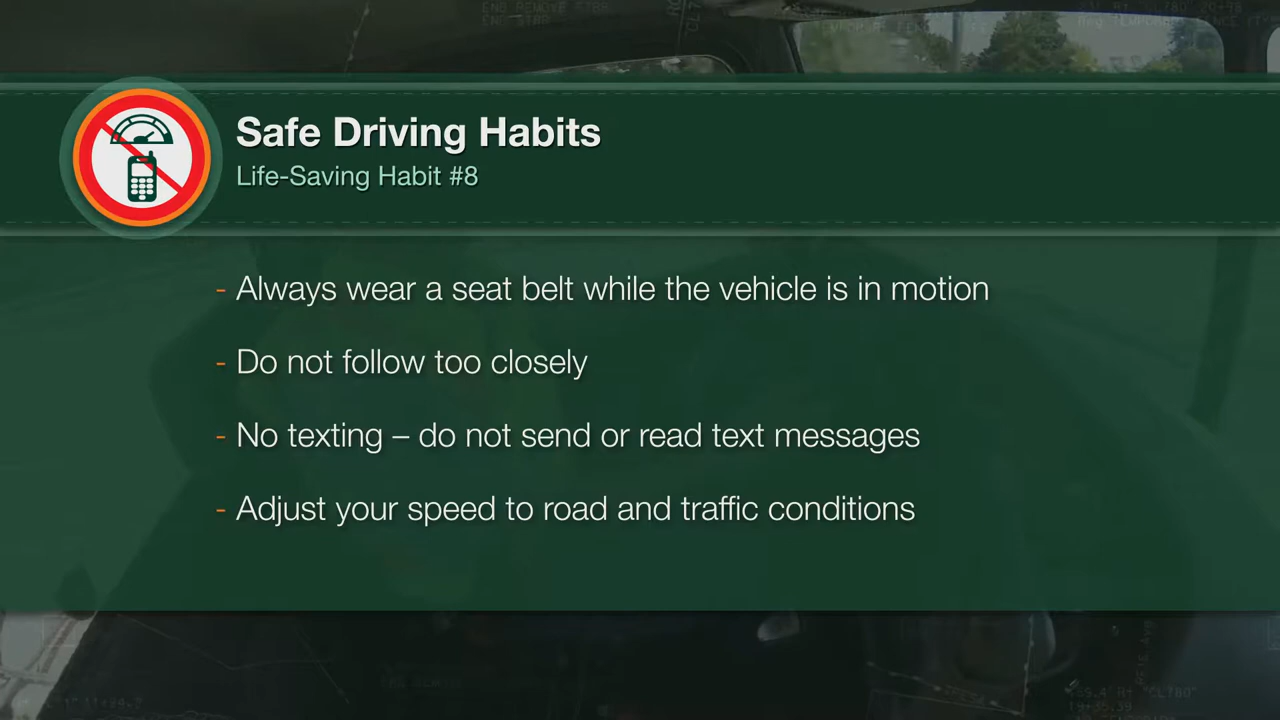 Safe Driving Habits
Life-Saving Habit #8
- Always wear a seat belt while the vehicle is in motion
- Do not follow too closely
- No texting – do not send or read text messages
- Adjust your speed to road and traffic conditions